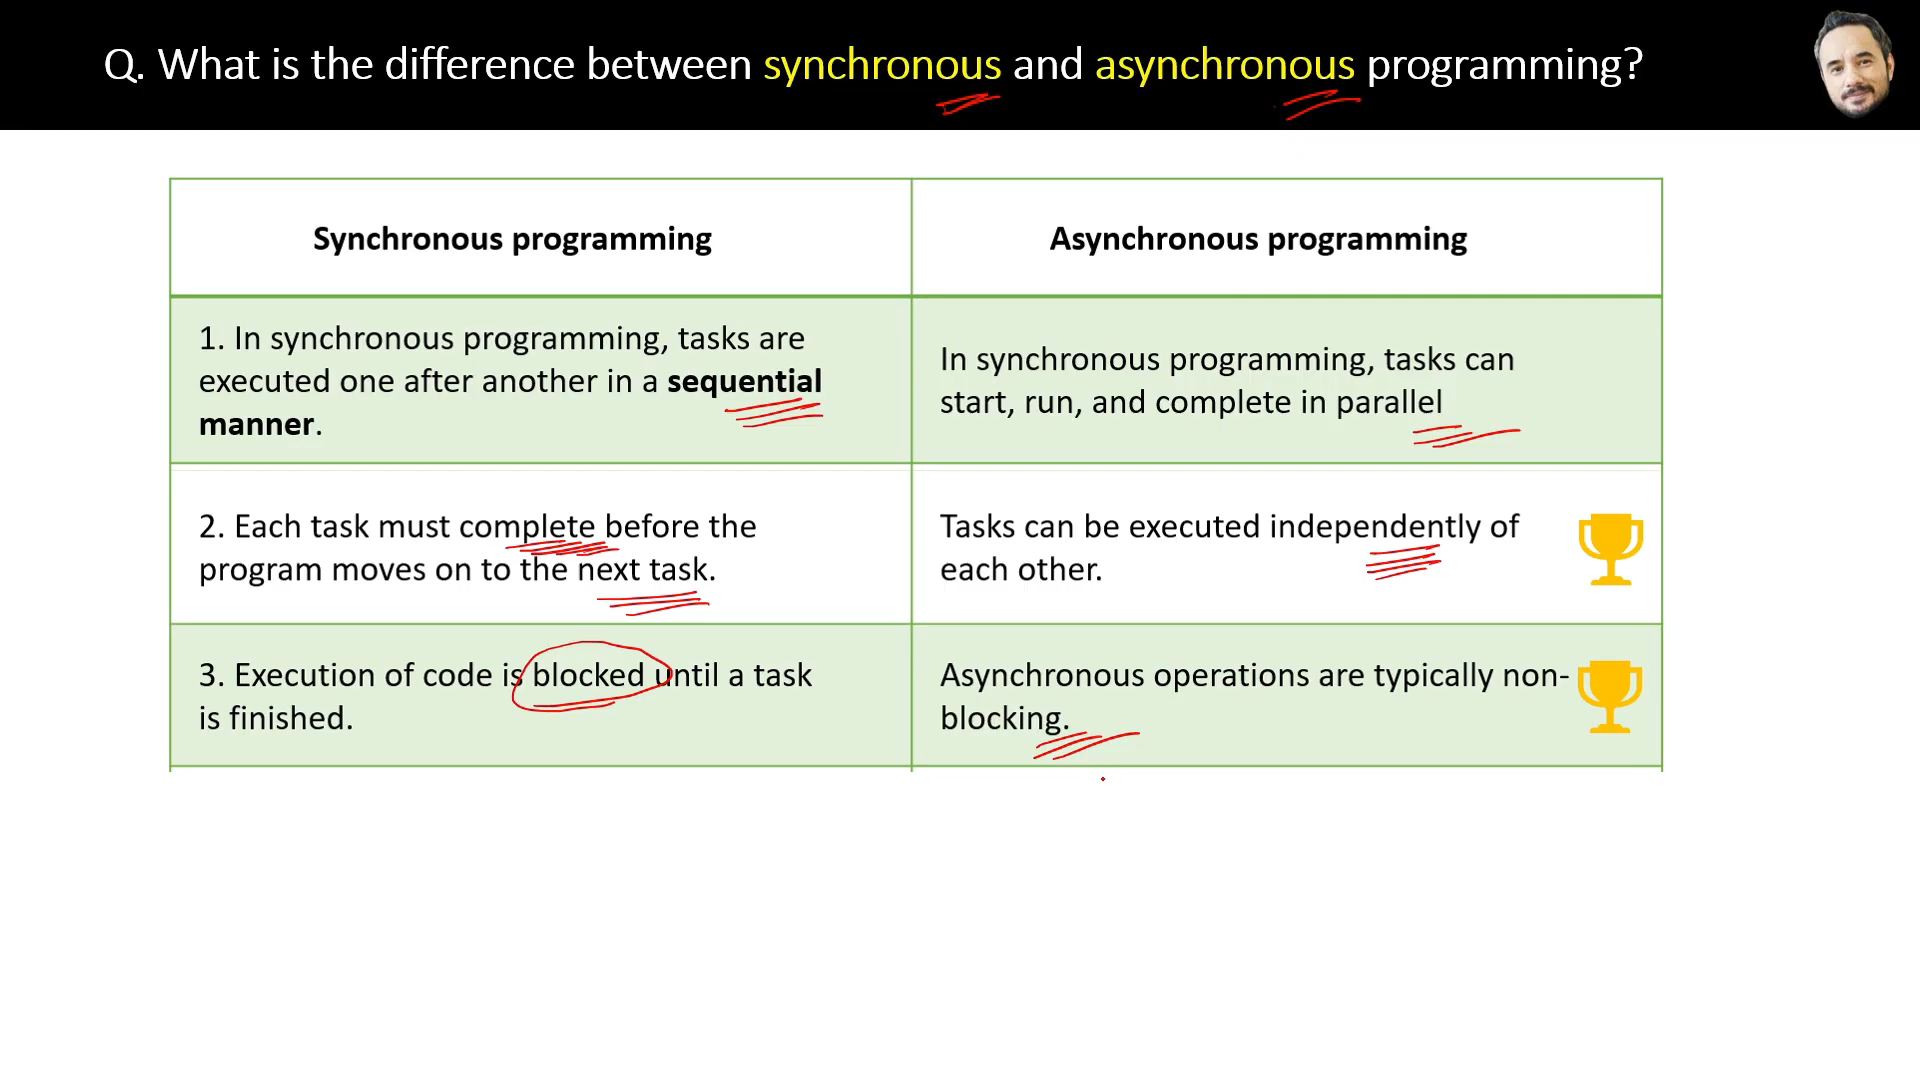 Q. What is the difference between synchronous and asynchronous programming?
Synchronous programming
Asynchronous programming
1. In synchronous programming, tasks are
executed one after another in a sequential
manner.
In synchronous programming, tasks can
start, run, and complete in parallel
2. Each task must complete before the
program moves on to the next task.
Tasks can be executed independently of
each other.
3. Execution of code is blocked until a task
is finished.
Asynchronous operations are typically non-
blocking.